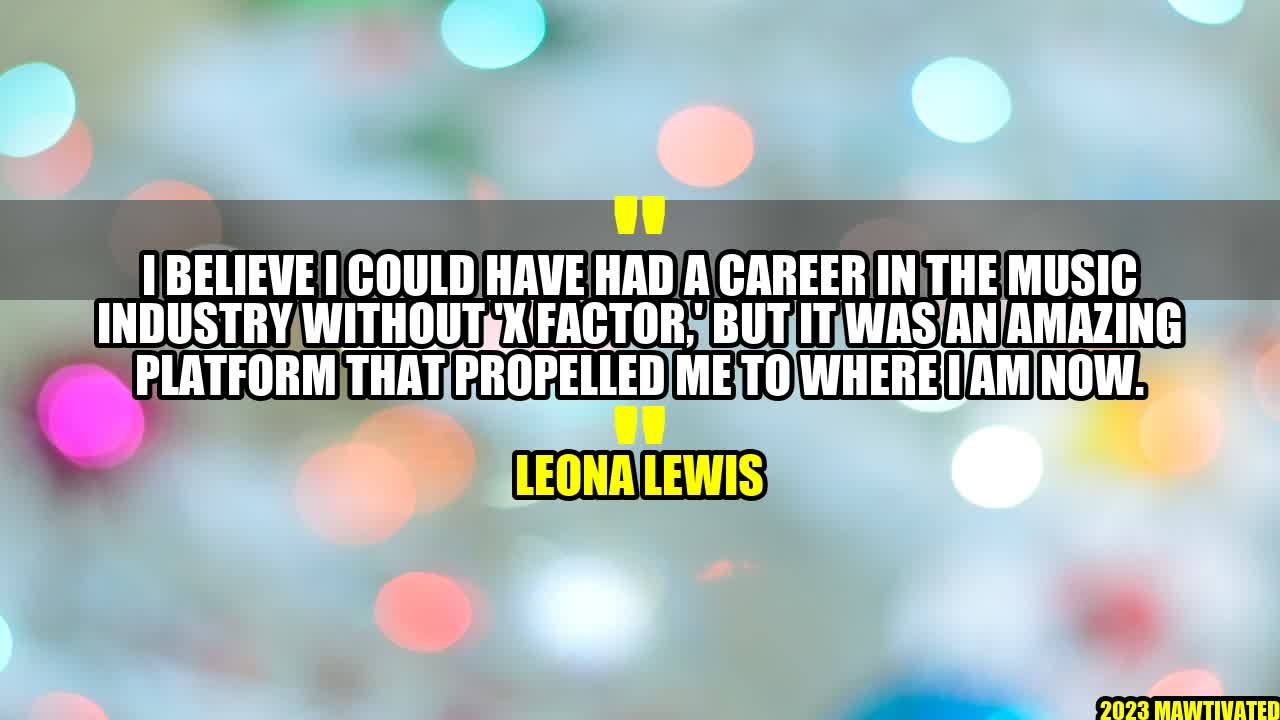 "
I BELIEVE I COULD HAVE HAD A CAREER IN THE MUSIC
INDUSTRY WITHOUT 'X FACTOR,' BUT IT WAS AN AMAZING
PLATFORM THAT PROPELLED ME TO WHERE I AM NOW.
"
LEONA LEWIS
2023 MAWTIVATED